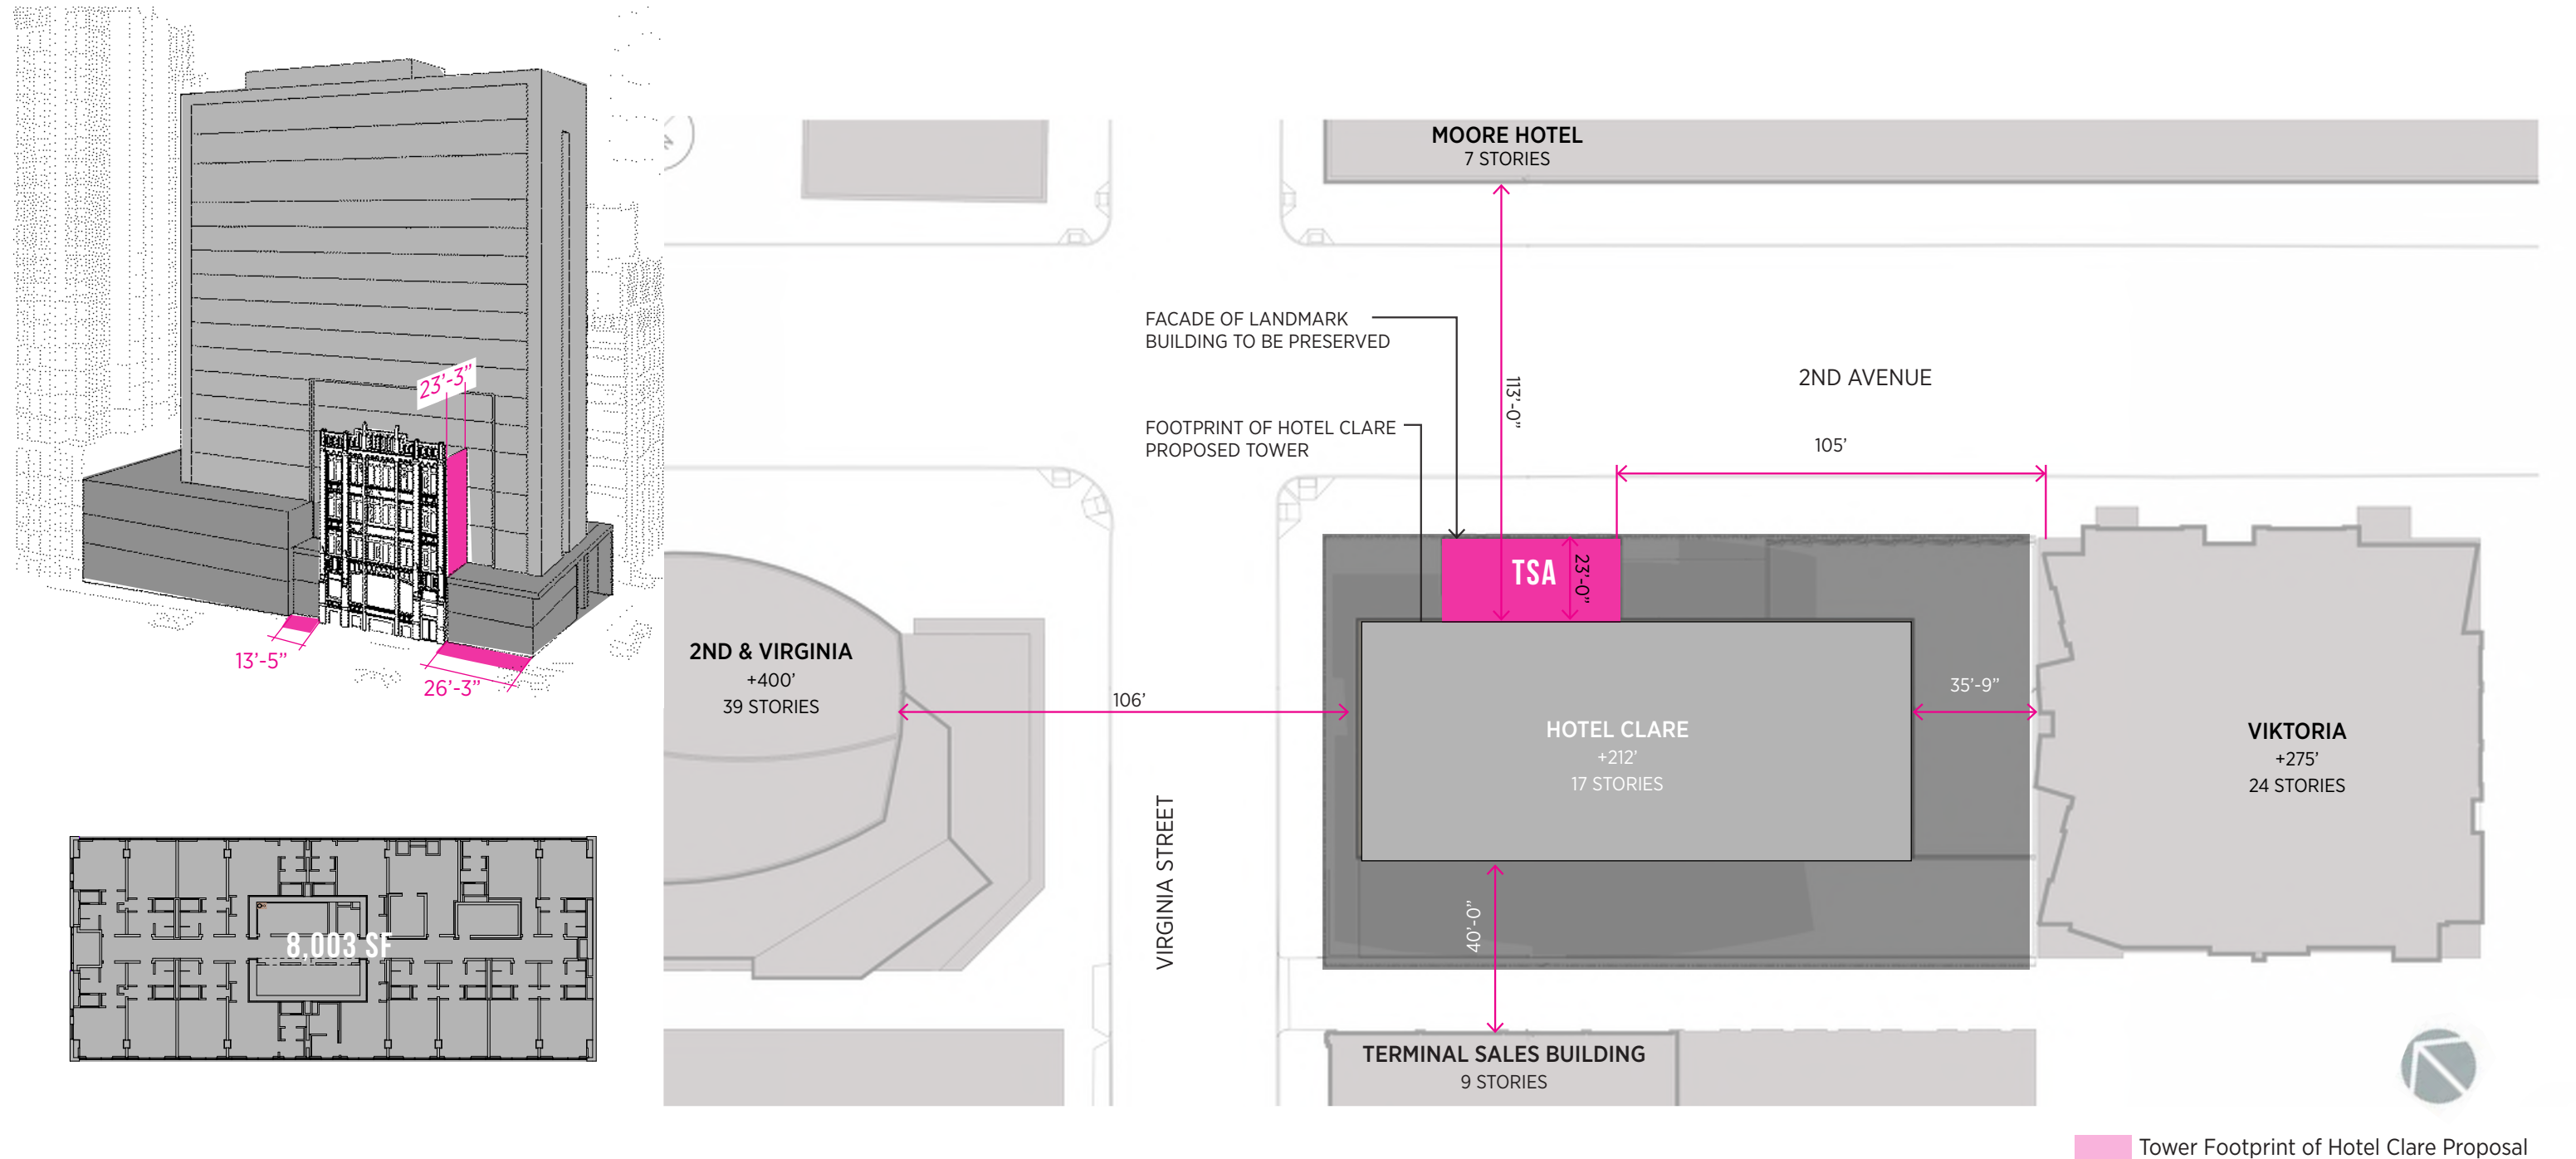 23’-3”
13’-5”
26’-3”
8,003 SF
MOORE HOTEL
7 STORIES
FACADE OF LANDMARK
BUILDING TO BE PRESERVED
113’-0”
2ND AVENUE
FOOTPRINT OF HOTEL CLARE
PROPOSED TOWER
105’
TSA
23’-0”
2ND & VIRGINIA
+400’
39 STORIES
106’
35’-9”
HOTEL CLARE
+212’
17 STORIES
VIKTORIA
+275’
24 STORIES
VIRGINIA STREET
40’-0”
TERMINAL SALES BUILDING
9 STORIES
Tower Footprint of Hotel Clare Proposal